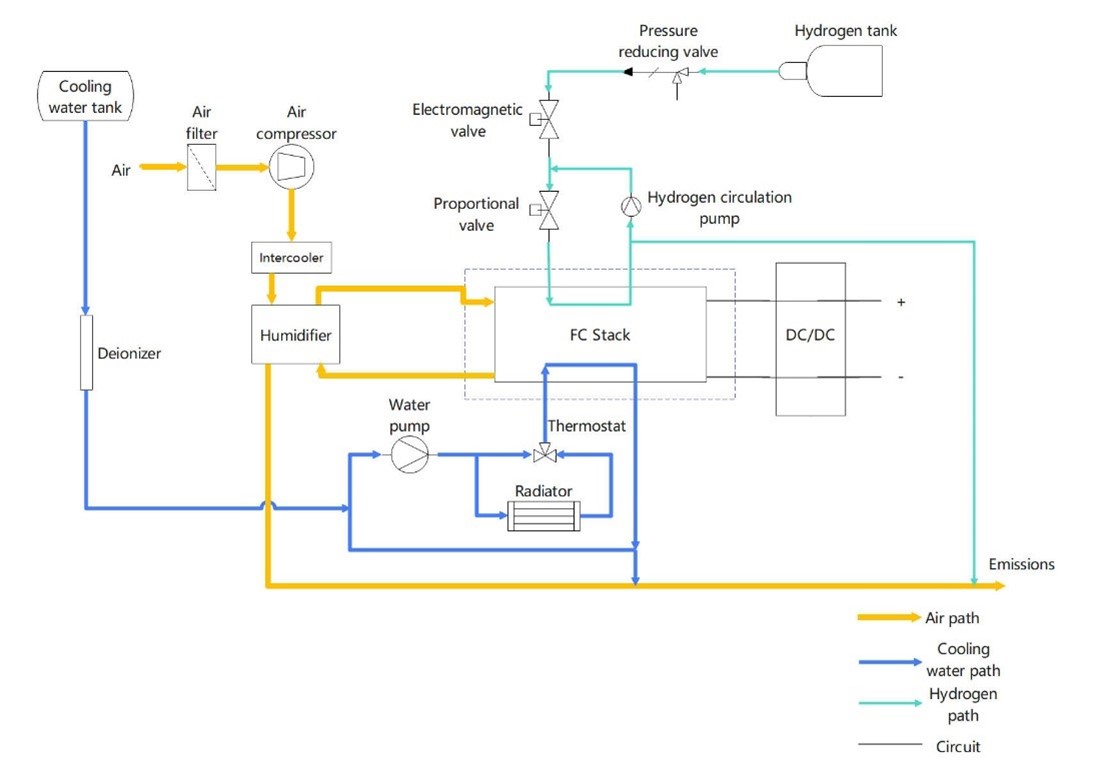 Pressure
reducing valve
Hydrogen tank
Cooling
water tank
Air
filter
Air
compressor
Electromagnetic
valve
Air
Proportional
valve
Hydrogen circulation
pump
Intercooler
+
Humidifier
FC Stack
DC/DC
Deionizer
-
Water
pump
Thermostat
Radiator
Emissions
Air path
Cooling
water path
Hydrogen
path
Circuit